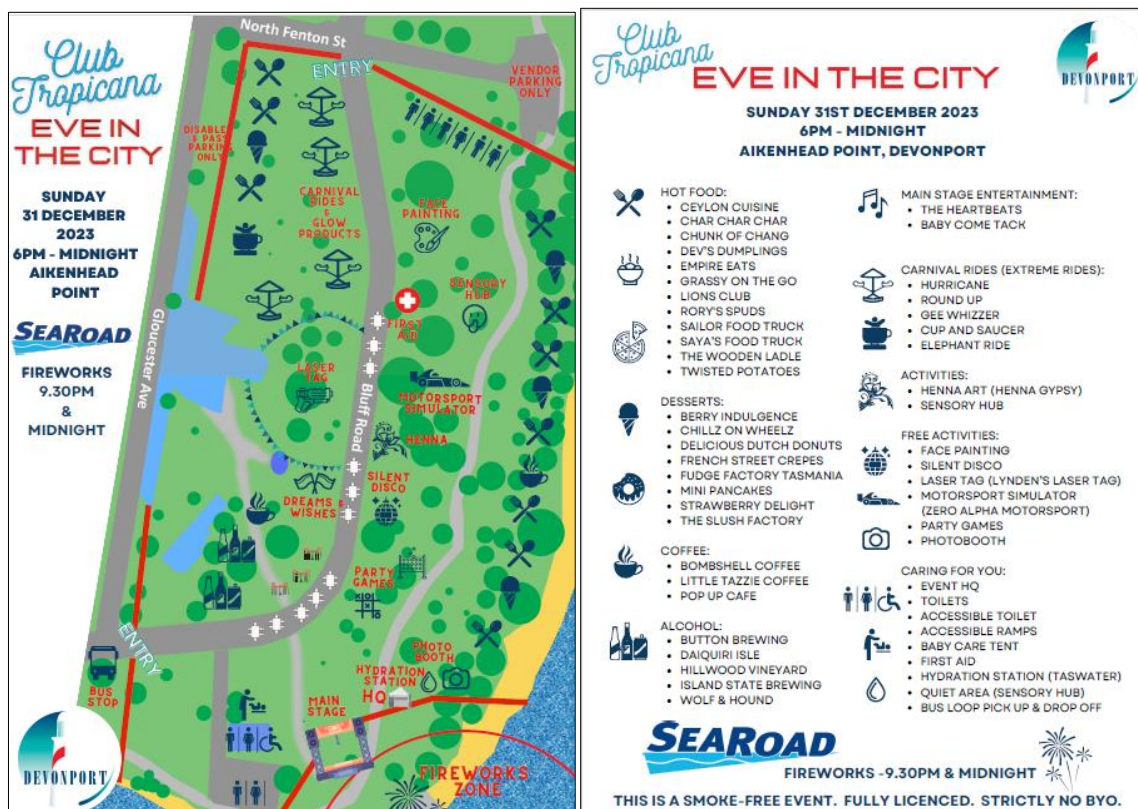 North Fenton St
Club
Tropicana
EVE IN
THE CITY
SUNDAY
31 DECEMBER
2023
6PM - MIDNIGHT
AIKENHEAD
POINT
SEAROAD
FIREWORKS
9.30PM
&
MIDNIGHT
ENTRY
VENDOR
PARKING
ONLY
DISABLED
& PASS
PARKING
ONLY
CARNIVAL
RIDES
&
GLOW
PRODUCTS
FACE
PAINTING
SENSORY
HUB
FIRST
AID
Gloucester Ave
LASER
TAG
Bluff Road
MOTORSPORT
SIMULATOR
HENNA
SILENT
DISCO
DREAMS &
WISHES
PARTY
GAMES
ENTRY
BUS
STOP
PHOTO
BOOTH
HYDRATION
STATION
HQ
MAIN
STAGE
FIREWORKS
ZONE
DEVONPORT
Club
Tropicana
EVE IN THE CITY
DEVONPORT
SUNDAY 31ST DECEMBER 2023
6PM - MIDNIGHT
AIKENHEAD POINT, DEVONPORT
HOT FOOD:
• CEYLON CUISINE
• CHAR CHAR CHAR
• CHUNK OF CHANG
• DEV'S DUMPLINGS
• EMPIRE EATS
• GRASSY ON THE GO
• LIONS CLUB
• RORY'S SPUDS
• SAILOR FOOD TRUCK
• SAYA'S FOOD TRUCK
• THE WOODEN LADLE
• TWISTED POTATOES
DESSERTS:
• BERRY INDULGENCE
• CHILLZ ON WHEELZ
• DELICIOUS DUTCH DONUTS
• FRENCH STREET CREPES
• FUDGE FACTORY TASMANIA
• MINI PANCAKES
• STRAWBERRY DELIGHT
• THE SLUSH FACTORY
COFFEE:
• BOMBSHELL COFFEE
• LITTLE TAZZIE COFFEE
• POP UP CAFE
ALCOHOL:
• BUTTON BREWING
• DAIQUIRI ISLE
• HILLWOOD VINEYARD
• ISLAND STATE BREWING
• WOLF & HOUND
MAIN STAGE ENTERTAINMENT:
• THE HEARTBEATS
• BABY COME TACK
CARNIVAL RIDES (EXTREME RIDES):
• HURRICANE
• ROUND UP
• GEE WHIZZER
• CUP AND SAUCER
• ELEPHANT RIDE
ACTIVITIES:
• HENNA ART (HENNA GYPSY)
• SENSORY HUB
FREE ACTIVITIES:
• FACE PAINTING
• SILENT DISCO
• LASER TAG (LYNDEN'S LASER TAG)
• MOTORSPORT SIMULATOR
(ZERO ALPHA MOTORSPORT)
• PARTY GAMES
• PHOTOBOOTH
CARING FOR YOU:
• EVENT HQ
• TOILETS
• ACCESSIBLE TOILET
• ACCESSIBLE RAMPS
• BABY CARE TENT
• FIRST AID
• HYDRATION STATION (TASWATER)
• QUIET AREA (SENSORY HUB)
• BUS LOOP PICK UP & DROP OFF
SEAROAD
FIREWORKS -9.30PM & MIDNIGHT
THIS IS A SMOKE-FREE EVENT. FULLY LICENCED. STRICTLY NO BYO.